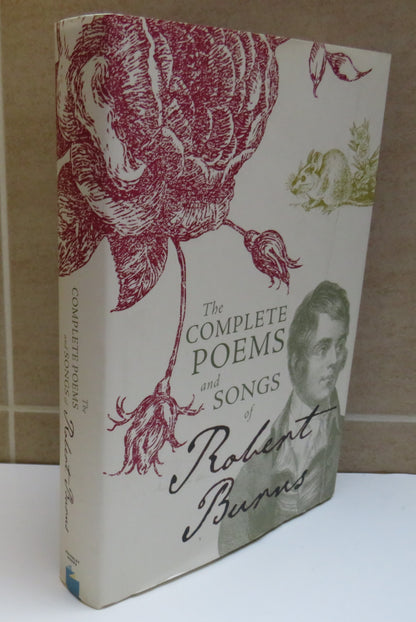 The
COMPLETE
POEMS
and SONGS
of
Robert
Burns
The
COMPLETE POEMS
and SONGS of
Robert Burns